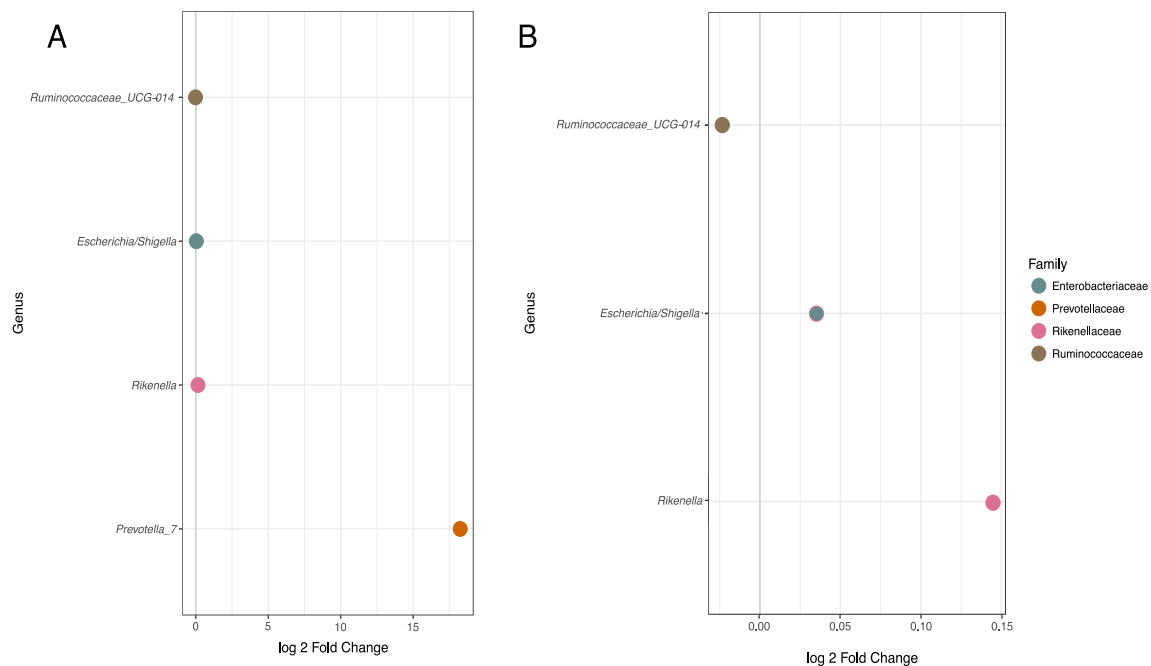 A
Ruminococcaceae_UCG-014
Escherichia/Shigella
Rikenella
Prevotella_7
Genus
0 5 10 15
log 2 Fold Change
B
Ruminococcaceae_UCG-014
Escherichia/Shigella
Rikenella
Genus
0.00 0.05 0.10 0.15
log 2 Fold Change
Family
Enterobacteriaceae
Prevotellaceae
Rikenellaceae
Ruminococcaceae